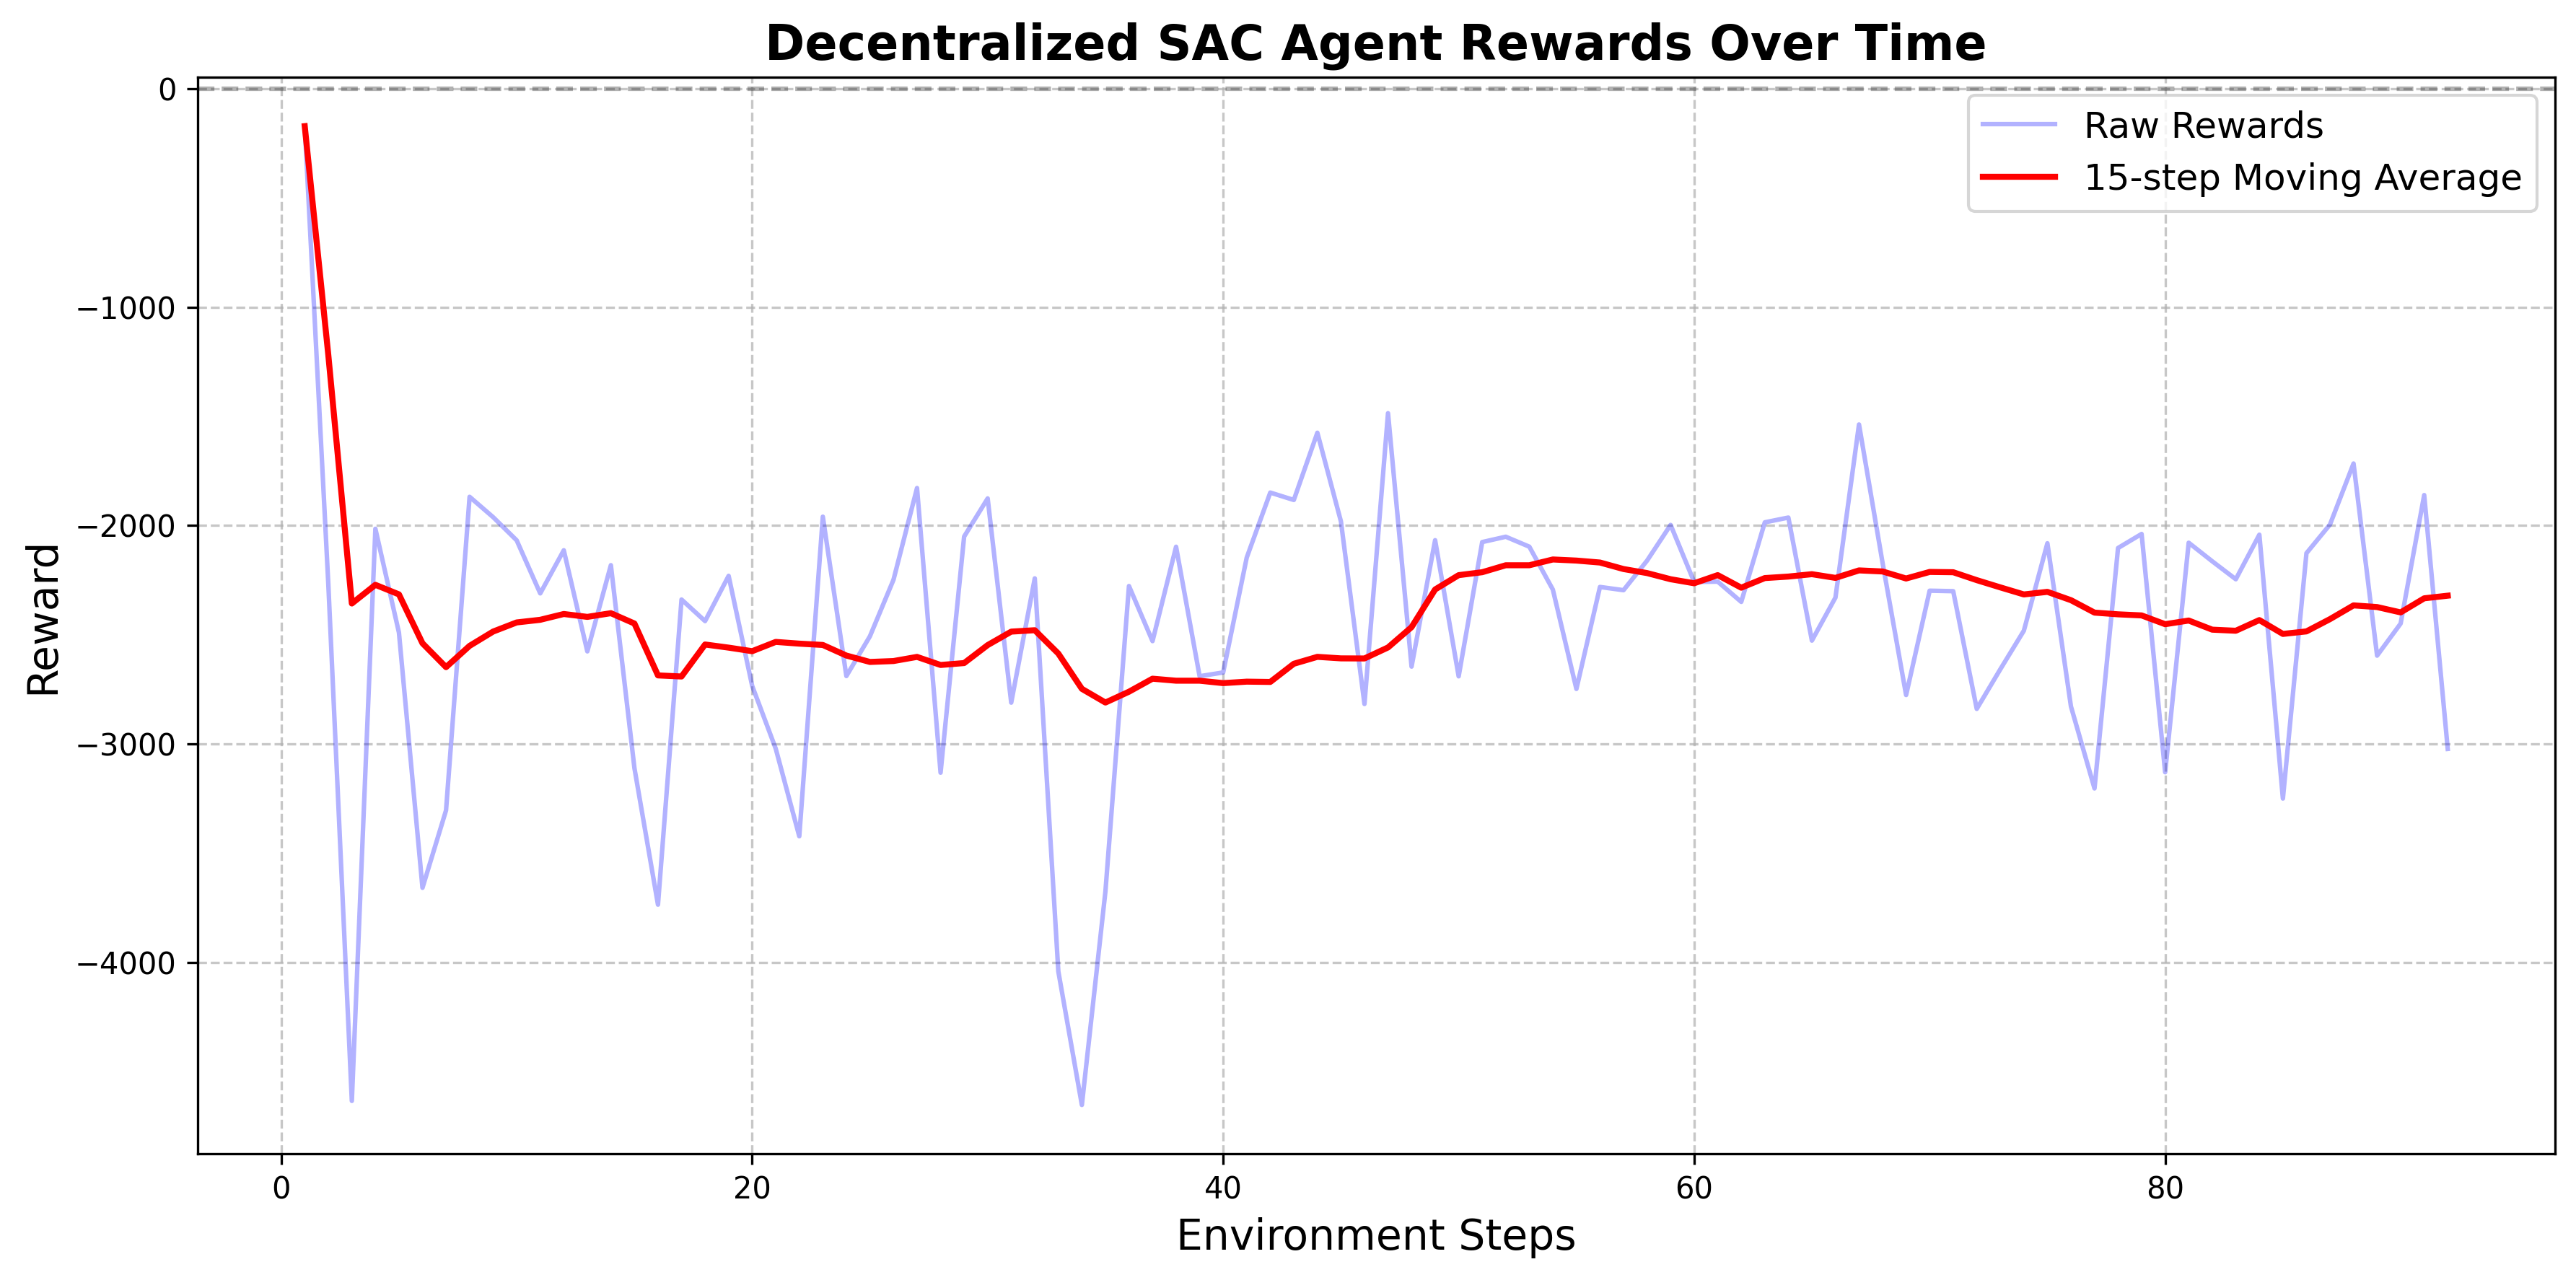 Decentralized SAC Agent Rewards Over Time
0
−1000
−2000
−3000
−4000
Reward
Raw Rewards
15-step Moving Average
0 20 40 60 80
Environment Steps